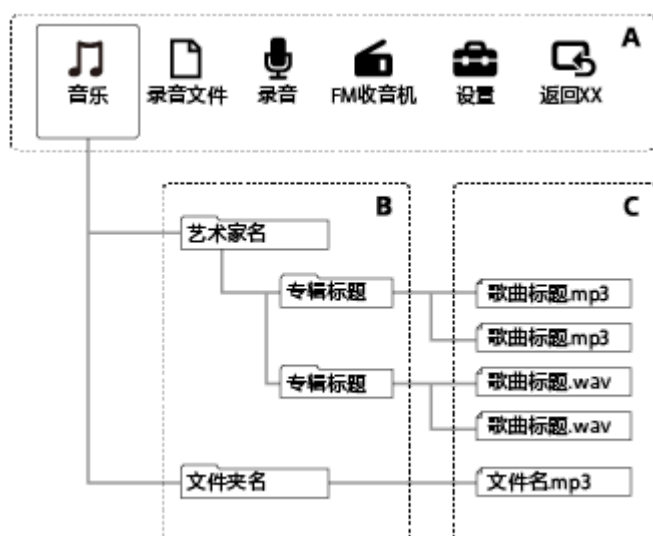 A
音乐
录音文件
录音
FM收音机
设置
返回XX
B
C
艺术家名
专辑标题
歌曲标题.mp3
歌曲标题.mp3
专辑标题
歌曲标题.wav
歌曲标题.wav
文件夹名
文件名.mp3